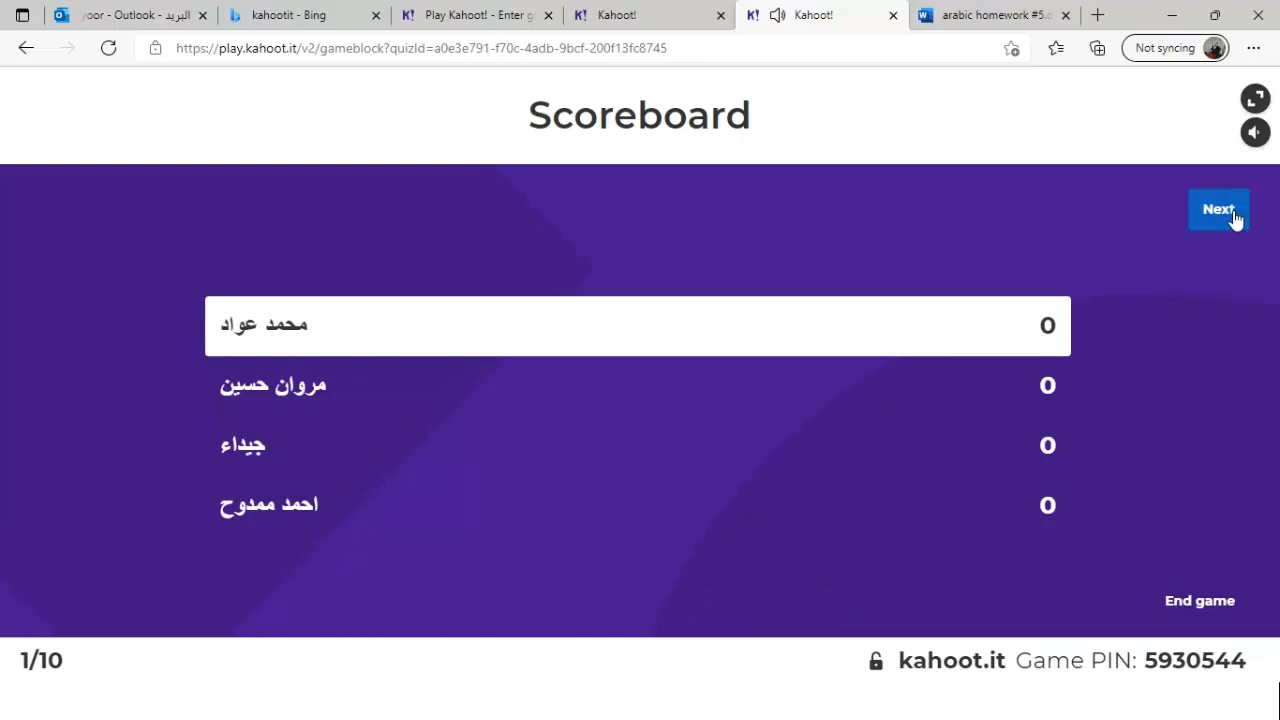 yoor - Outlook - البريد
kahootit - Bing
Play Kahoot! - Enter g
Kahoot!
Kahoot!
arabic homework #5.
https://play.kahoot.it/v2/gameblock?quizId=a0e3e791-f70c-4adb-9bcf-200f13fc8745
Not syncing
Scoreboard
Next
محمد عواد 0
مروان حسين 0
جيداء 0
احمد ممدوح 0
End game
1/10
kahoot.it Game PIN: 5930544